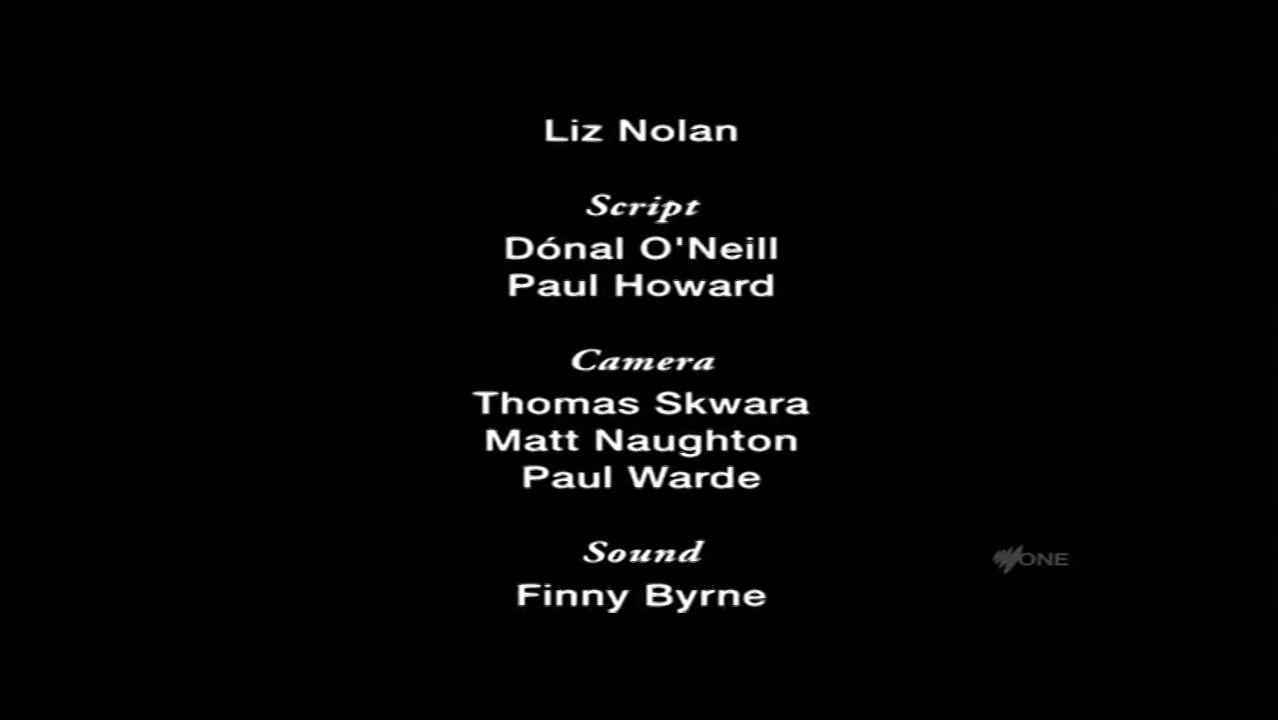 Liz Nolan
Script
Dónal O'Neill
Paul Howard
Camera
Thomas Skwara
Matt Naughton
Paul Warde
Sound
ONE
Finny Byrne